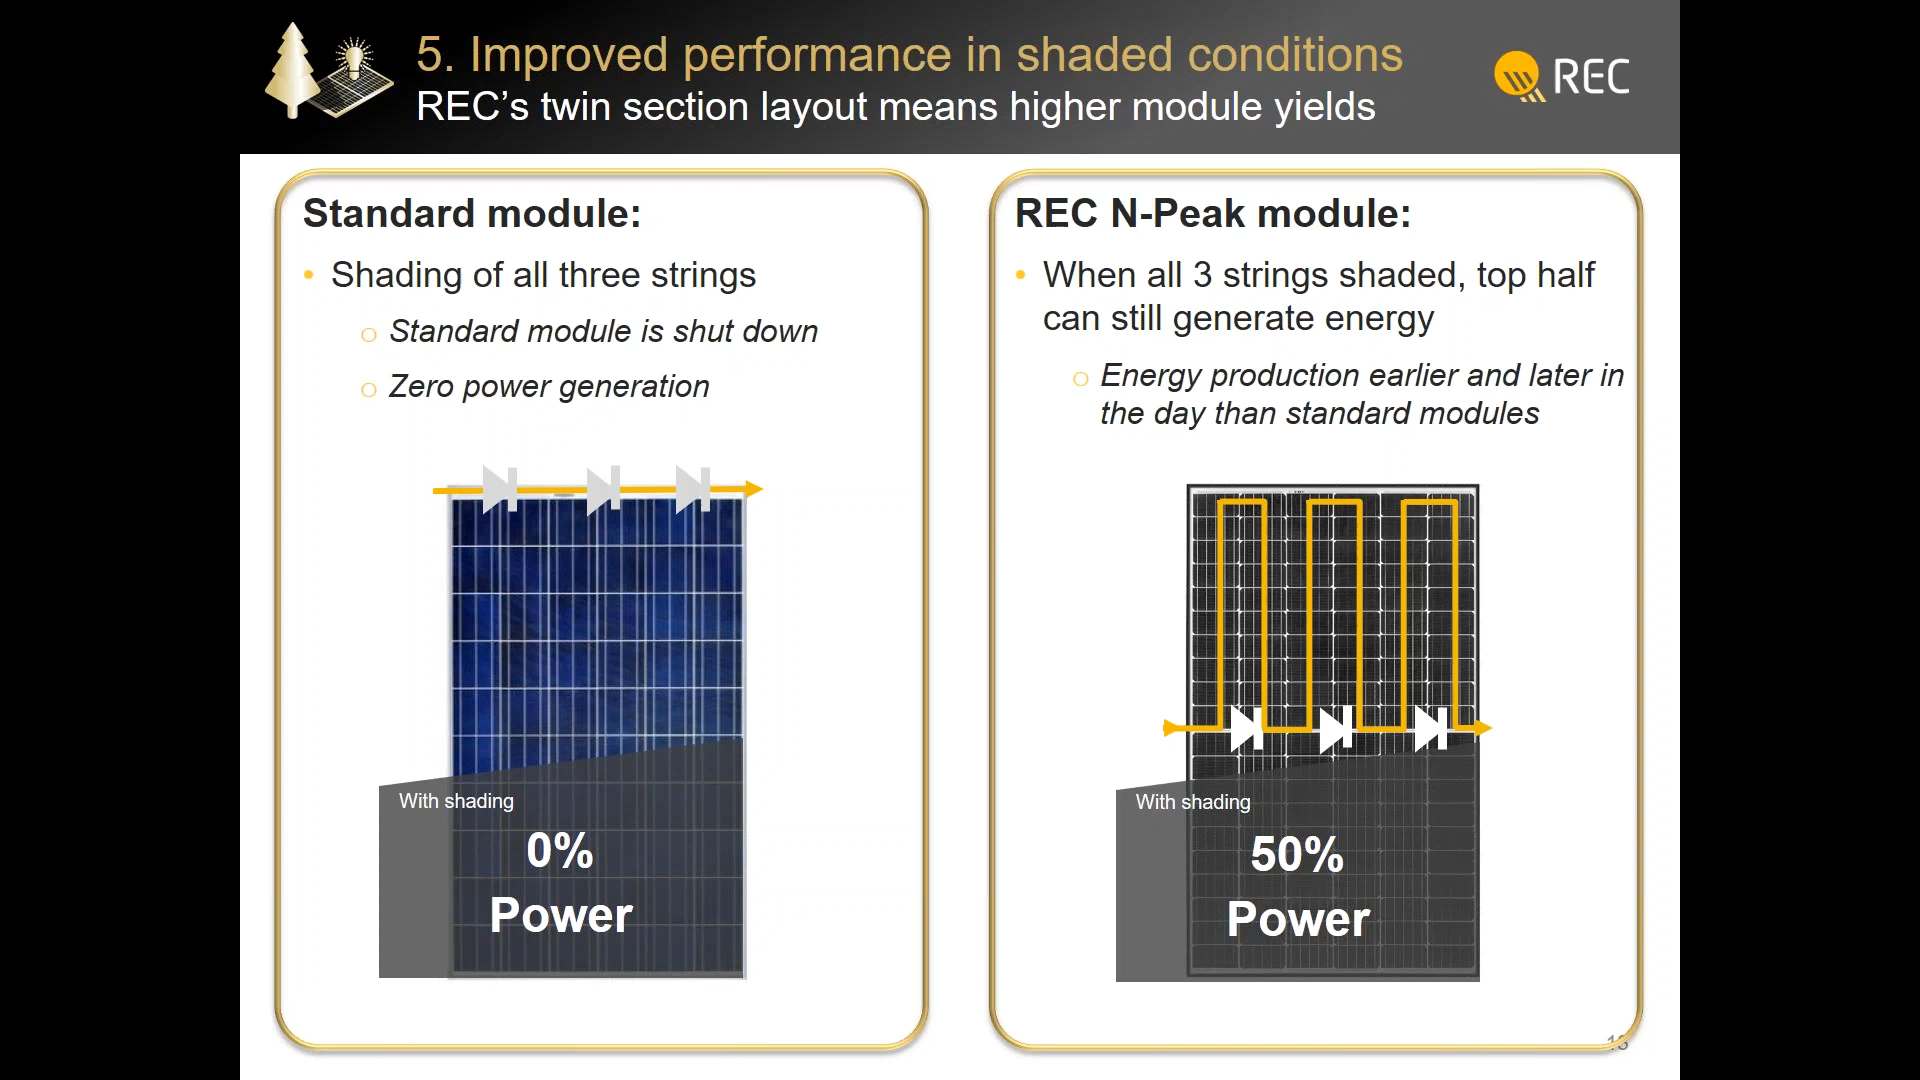 5. Improved performance in shaded conditions
REC's twin section layout means higher module yields
REC
Standard module:
• Shading of all three strings
o Standard module is shut down
o Zero power generation
With shading
0%
Power
REC N-Peak module:
• When all 3 strings shaded, top half
can still generate energy
o Energy production earlier and later in
the day than standard modules
With shading
50%
Power